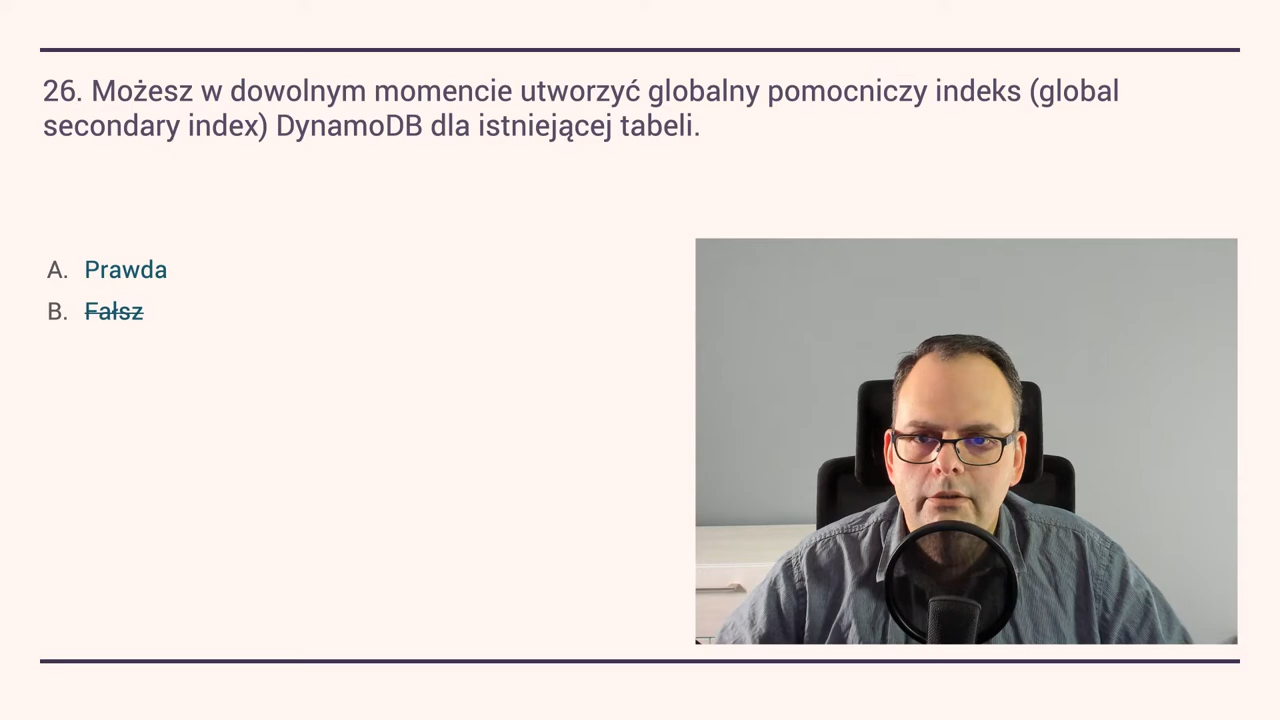 26. Możesz w dowolnym momencie utworzyć globalny pomocniczy indeks (global
secondary index) DynamoDB dla istniejącej tabeli.
A. Prawda
B. Fałsz